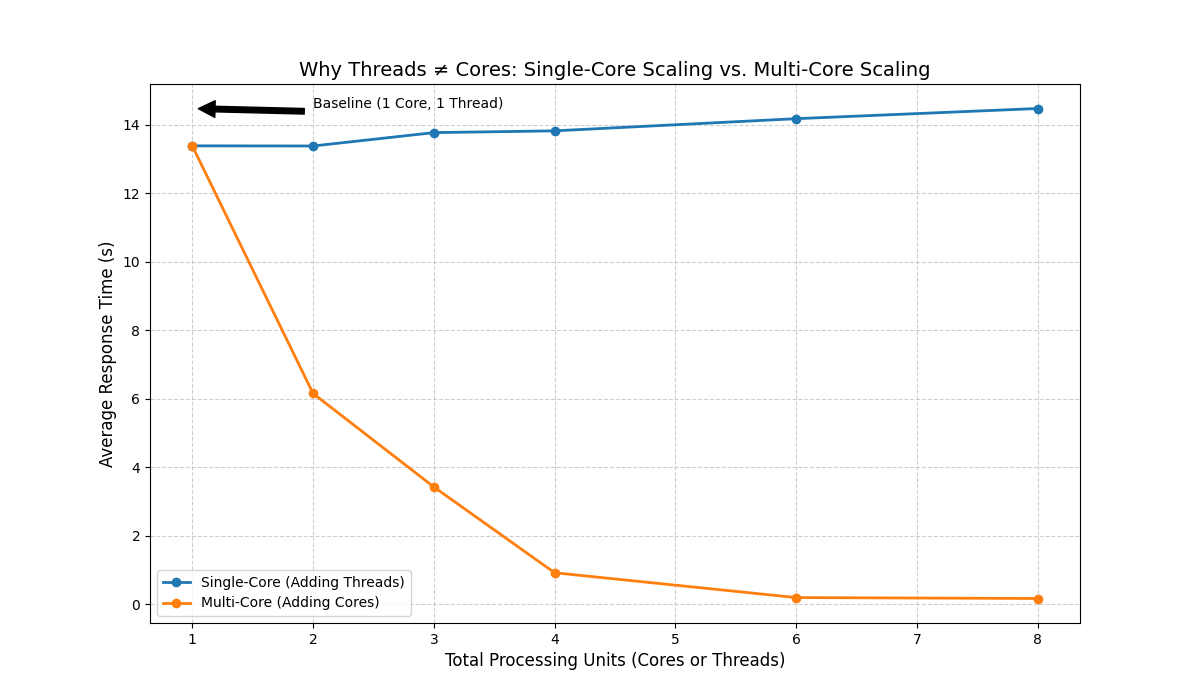 Why Threads ≠ Cores: Single-Core Scaling vs. Multi-Core Scaling
Baseline (1 Core, 1 Thread)
14
12
10
8
6
4
2
0
Average Response Time (s)
Single-Core (Adding Threads)
Multi-Core (Adding Cores)
1 2 3 4 5 6 7 8
Total Processing Units (Cores or Threads)